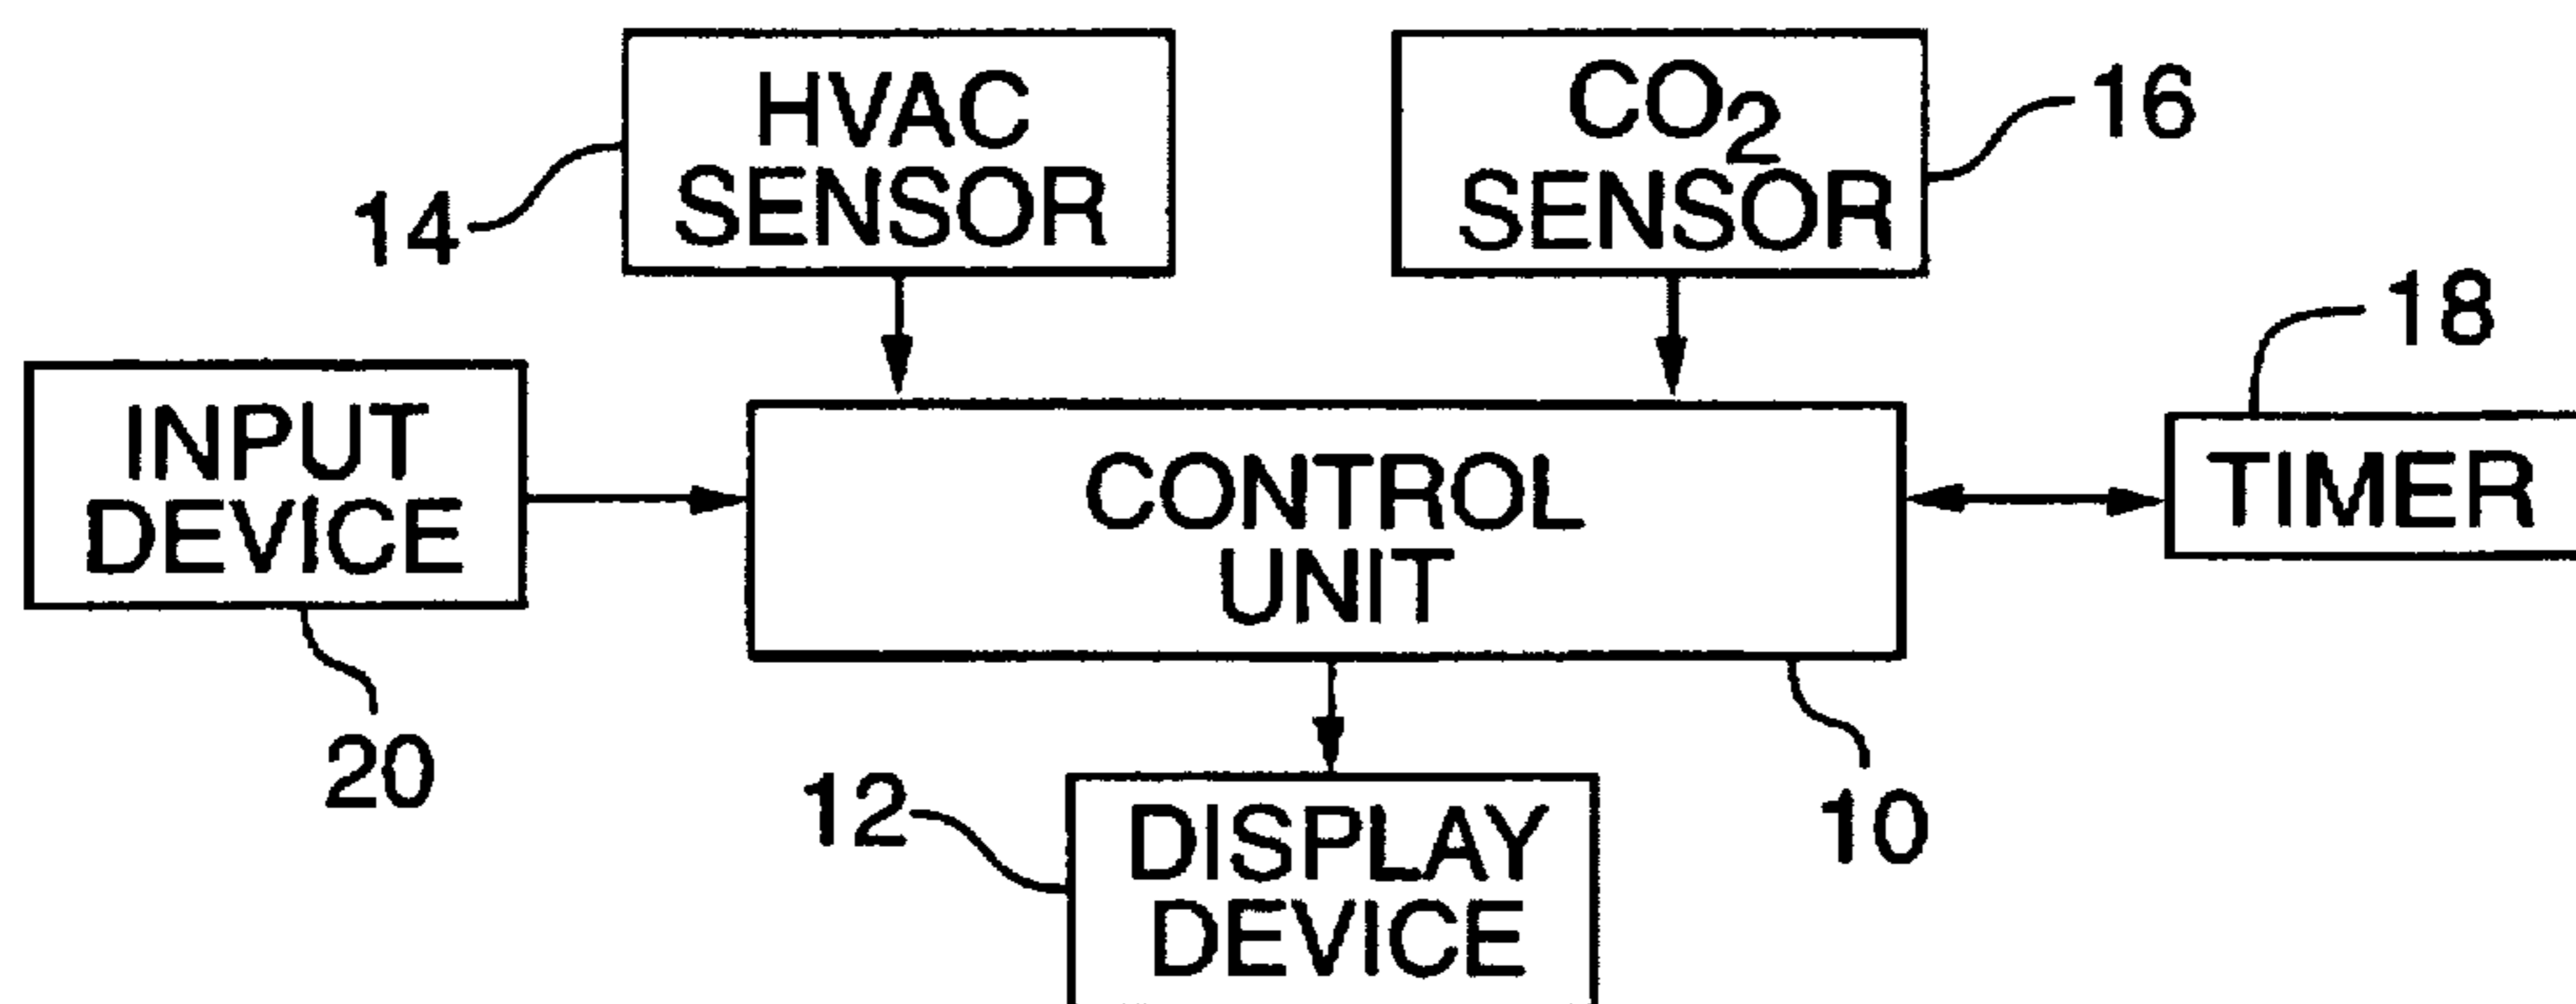 HVAC
SENSOR
14
CO2
SENSOR
16
18
INPUT
DEVICE
20
CONTROL
UNIT
10
TIMER
12
DISPLAY
DEVICE